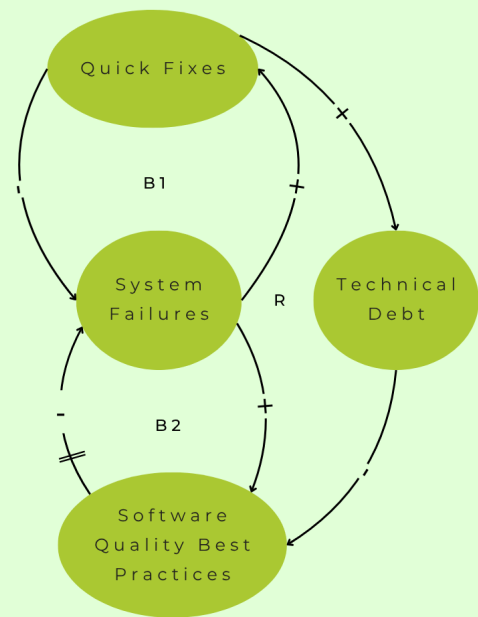 Quick Fixes
+
B1
-
+
System
Failures
R
Technical
Debt
-
B2
+
-
Software
Quality Best
Practices